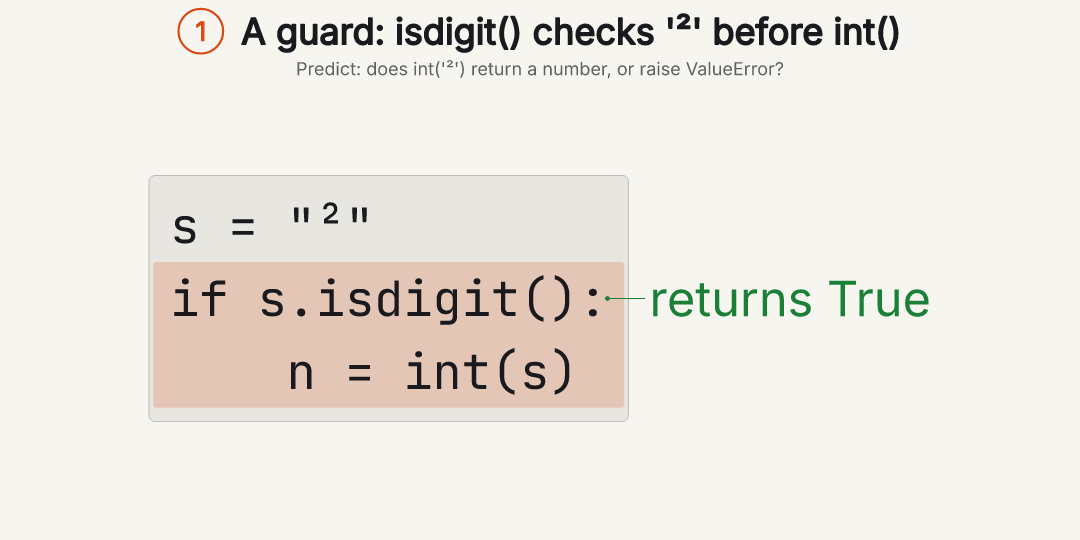 1 A guard: isdigit() checks '²' before int()
Predict: does int('²') return a number, or raise ValueError?
s = "²"
if s.isdigit(): returns True
    n = int(s)